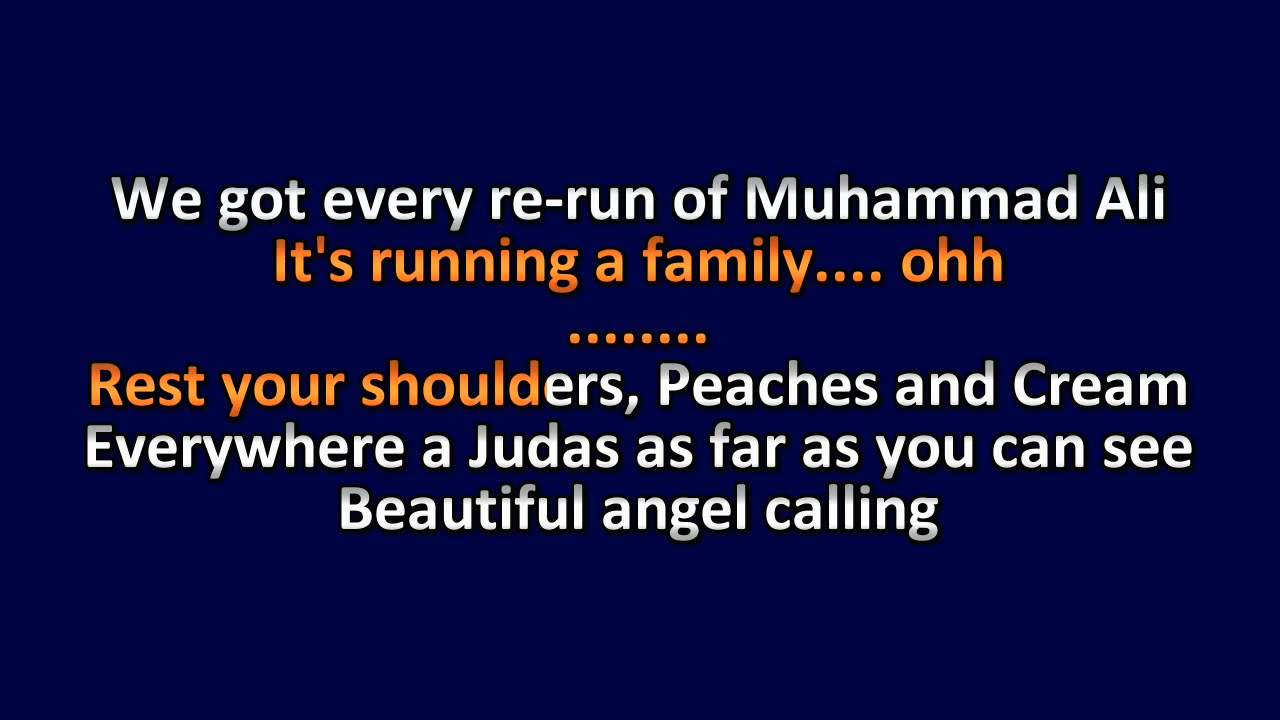 We got every re-run of Muhammad Ali
It's running a family.... ohh
........
Rest your shoulders, Peaches and Cream
Everywhere a Judas as far as you can see
Beautiful angel calling